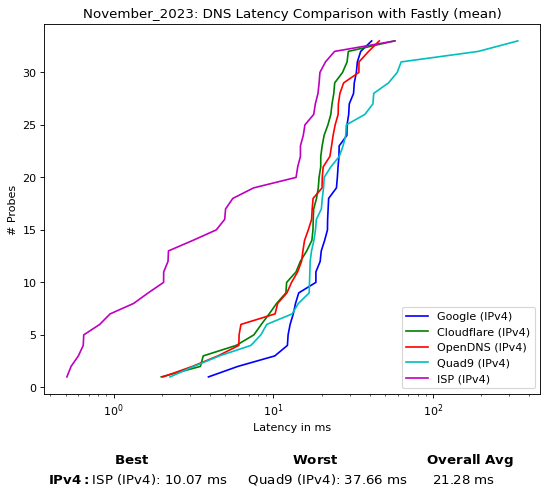 November_2023: DNS Latency Comparison with Fastly (mean)
# Probes
30
25
20
15
10
5
0
Google (IPv4)
Cloudflare (IPv4)
OpenDNS (IPv4)
Quad9 (IPv4)
ISP (IPv4)
10⁰ 10¹ 10²
Latency in ms
Best Worst Overall Avg
IPv4: ISP (IPv4): 10.07 ms Quad9 (IPv4): 37.66 ms 21.28 ms